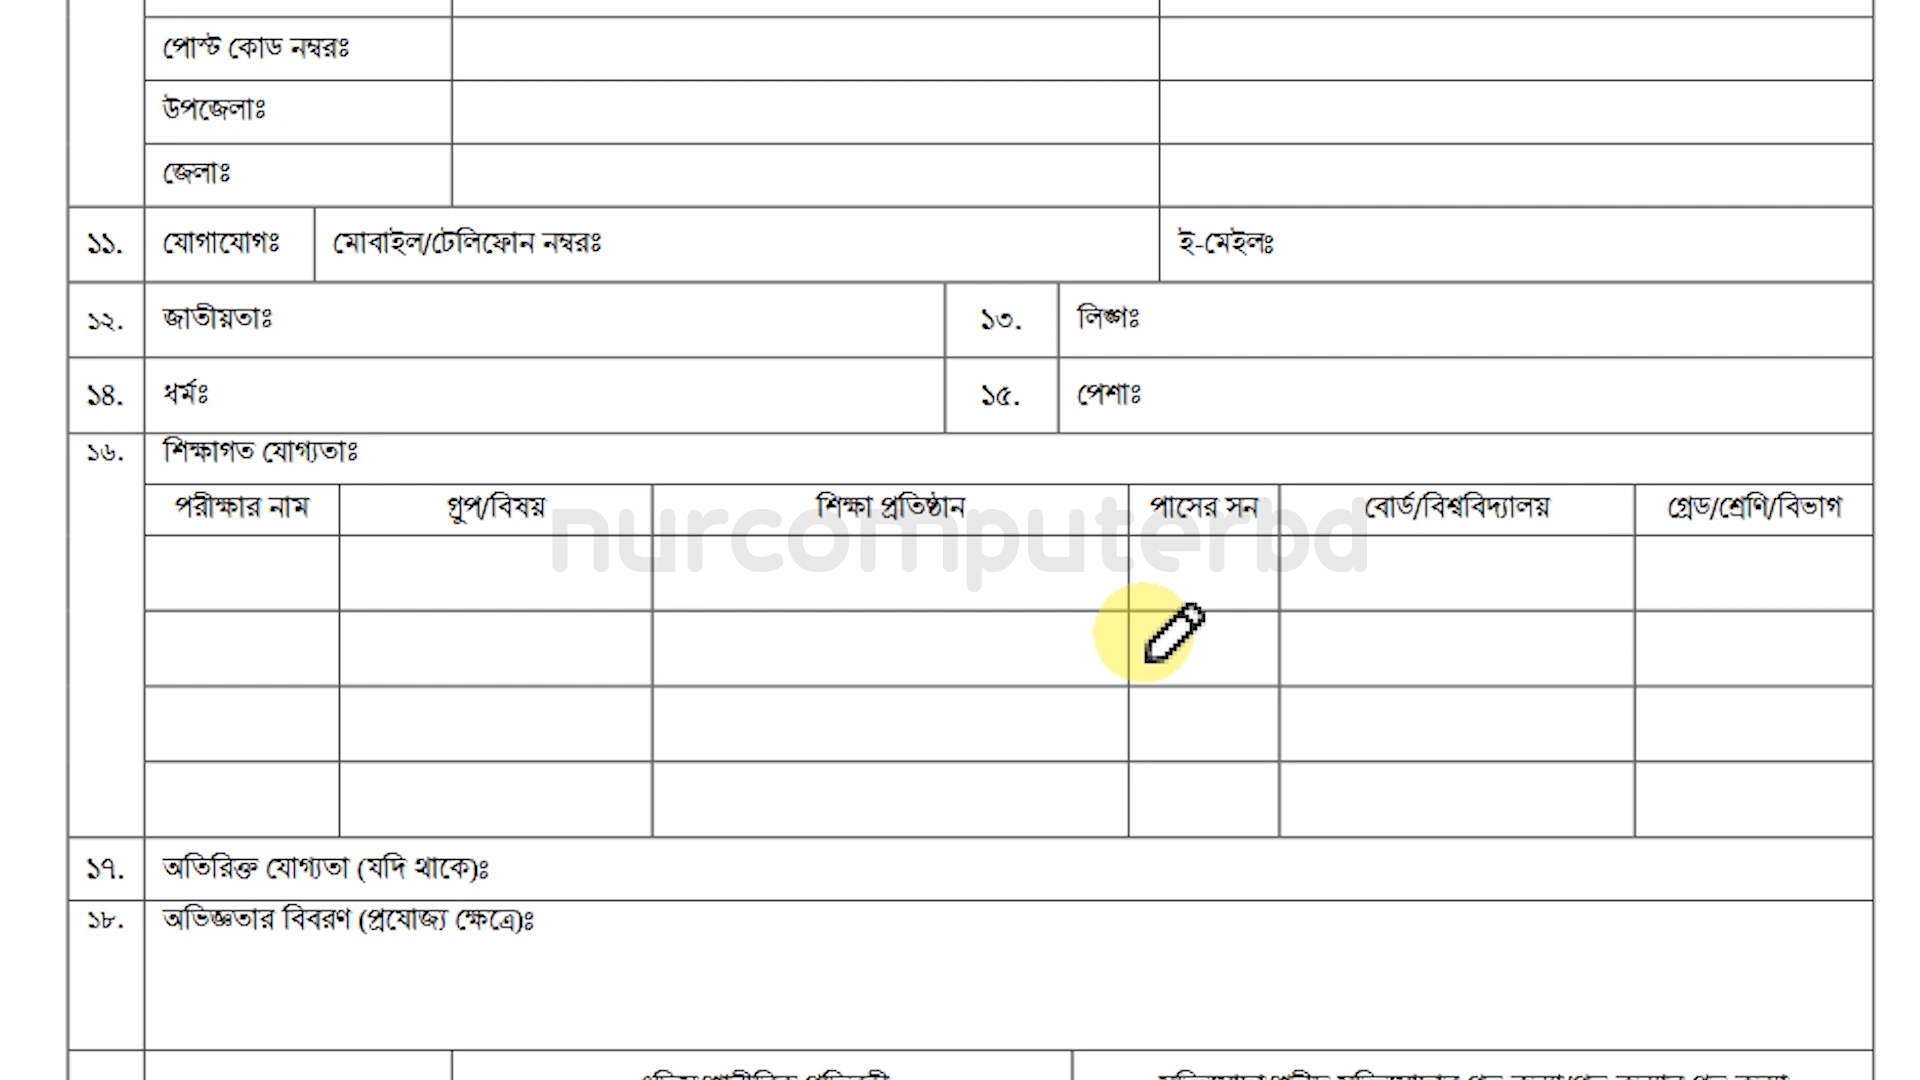 পোস্ট কোড নম্বরঃ
উপজেলাঃ
জেলাঃ
১১. যোগাযোগঃ মোবাইল/টেলিফোন নম্বরঃ ই-মেইলঃ
১২. জাতীয়তাঃ ১৩. লিঙ্গঃ
১৪. ধর্মঃ ১৫. পেশাঃ
১৬. শিক্ষাগত যোগ্যতাঃ
পরীক্ষার নাম গ্রুপ/বিষয় শিক্ষা প্রতিষ্ঠান পাসের সন বোর্ড/বিশ্ববিদ্যালয় গ্রেড/শ্রেণি/বিভাগ
nurcomputerbd
১৭. অতিরিক্ত যোগ্যতা (যদি থাকে)ঃ
১৮. অভিজ্ঞতার বিবরণ (প্রযোজ্য ক্ষেত্রে)ঃ